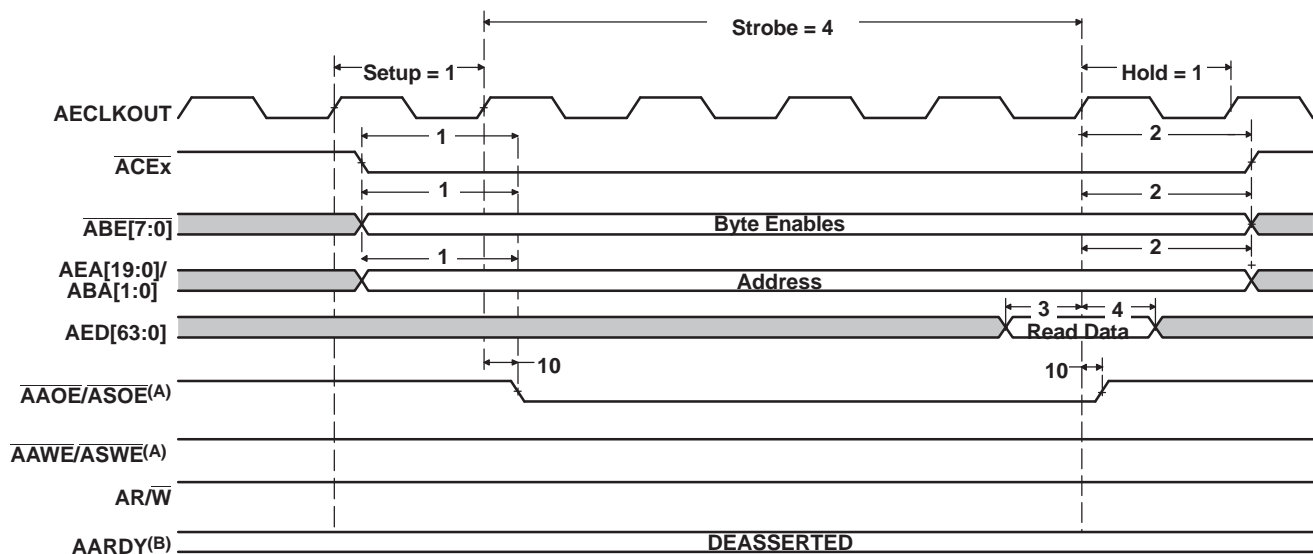 Strobe = 4
Setup = 1
Hold = 1
AECLKOUT
1
2
ACEx
1
2
ABE[7:0]
Byte Enables
1
2
AEA[19:0]/
ABA[1:0]
Address
3
4
AED[63:0]
Read Data
10
10
AAOE/ASOE(A)
AAWE/ASWE(A)
AR/W
AARDY(B)
DEASSERTED